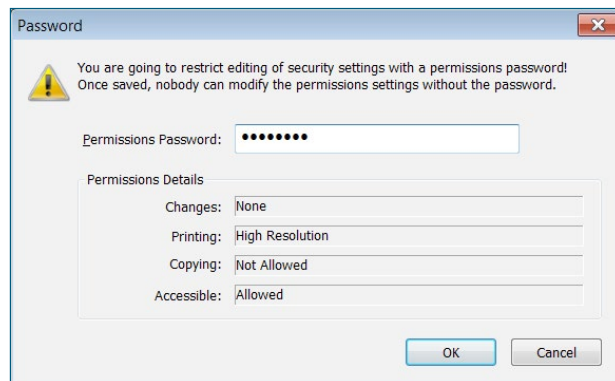 Password
You are going to restrict editing of security settings with a permissions password!
Once saved, nobody can modify the permissions settings without the password.
Permissions Password: ••••••••
Permissions Details
Changes: None
Printing: High Resolution
Copying: Not Allowed
Accessible: Allowed
OK Cancel